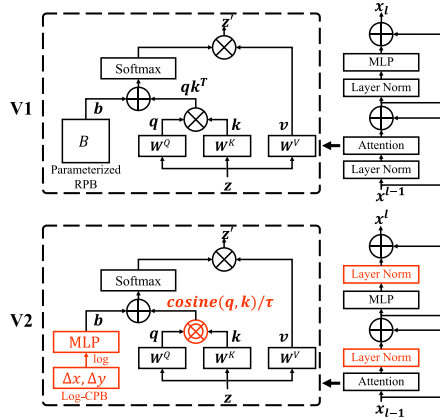 x_l
z'
MLP
Softmax
qk^T
Layer Norm
V1
b
q
k
v
B
W^Q
W^K
W^V
Attention
Parameterized
RPB
Layer Norm
z
x^{l-1}
x^l
z'
Layer Norm
Softmax
cosine(q, k)/τ
MLP
V2
b
q
k
v
MLP
W^Q
W^K
W^V
Layer Norm
log
Δx, Δy
Attention
Log-CPB
z
x_{l-1}